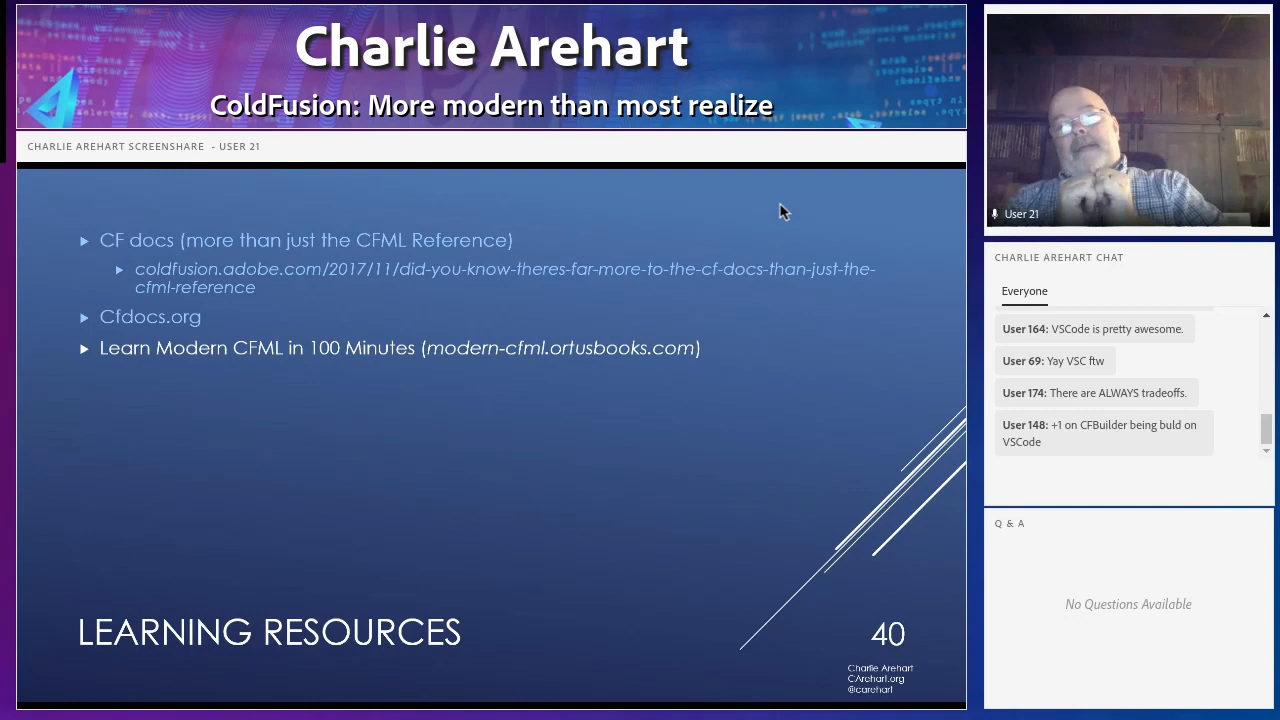 Charlie Arehart
ColdFusion: More modern than most realize
CHARLIE AREHART SCREENSHARE - USER 21
CF docs (more than just the CFML Reference)
coldfusion.adobe.com/2017/11/did-you-know-theres-far-more-to-the-cf-docs-than-just-the-
cfml-reference
Cfdocs.org
Learn Modern CFML in 100 Minutes (modern-cfml.ortusbooks.com)
LEARNING RESOURCES
40
Charlie Arehart
CArehart.org
@carehart
User 21
CHARLIE AREHART CHAT
Everyone
User 164: VSCode is pretty awesome.
User 69: Yay VSC ftw
User 174: There are ALWAYS tradeoffs.
User 148: +1 on CFBuilder being buld on
VSCode
Q & A
No Questions Available